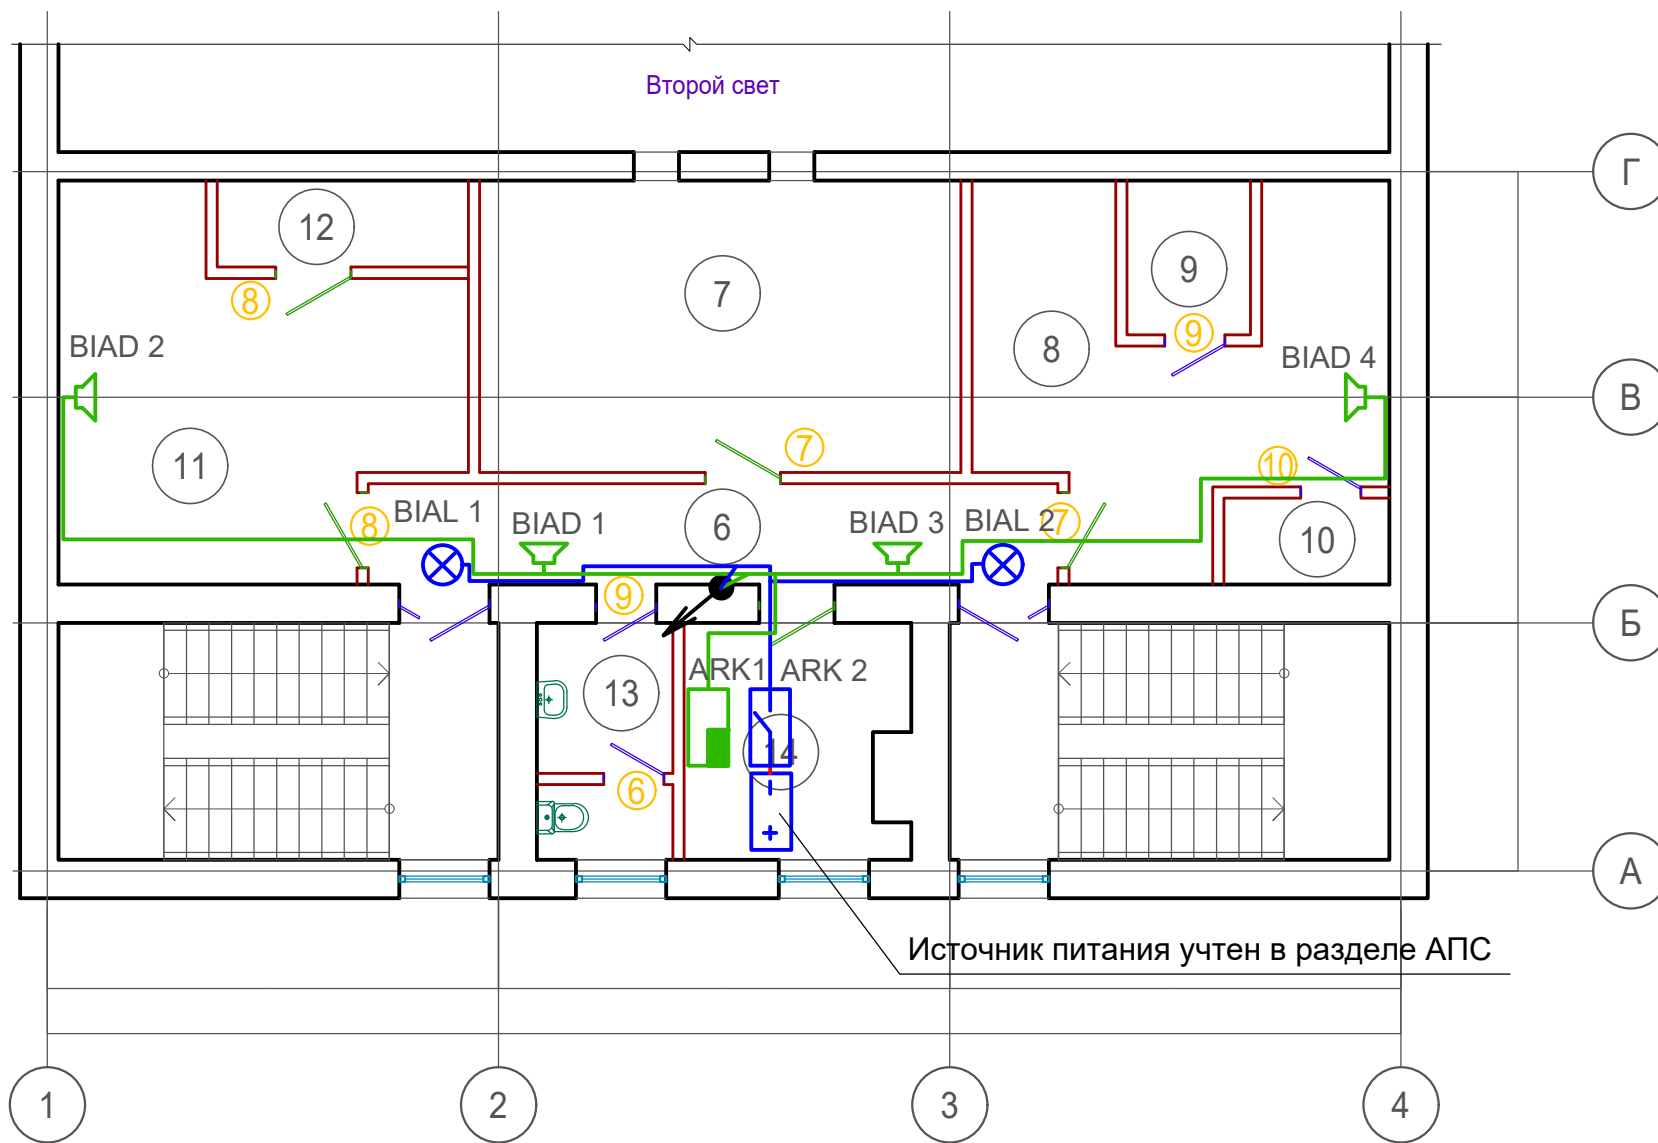 Второй свет
Г
12
9
7
8
9
8
BIAD 2
BIAD 4
В
11
7
10
8
BIAL 1
BIAD 1
6
BIAD 3
BIAL 2
7
10
9
Б
ARK1
ARK 2
13
14
6
А
Источник питания учтен в разделе АПС
1
2
3
4